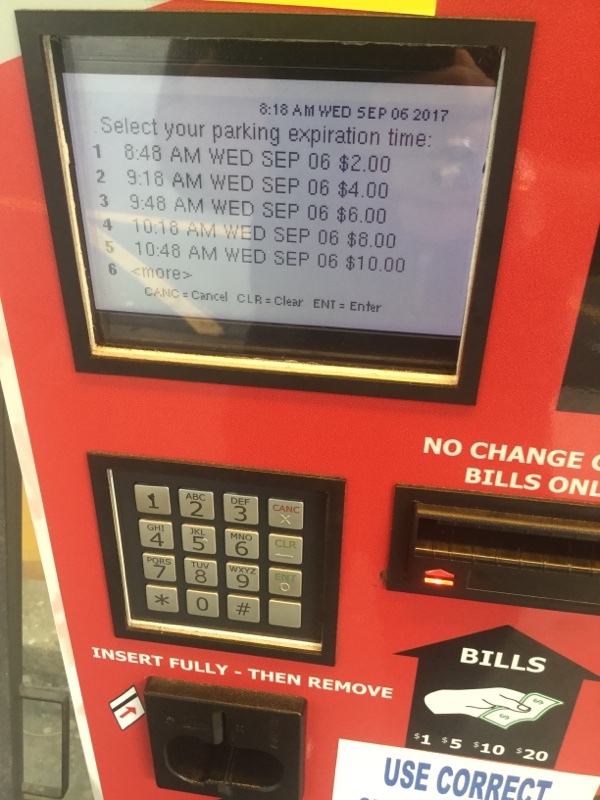 8:18 AM WED SEP 06 2017
Select your parking expiration time:
1 8:48 AM WED SEP 06 $2.00
2 9:18 AM WED SEP 06 $4.00
3 9:48 AM WED SEP 06 $6.00
4 10:18 AM WED SEP 06 $8.00
5 10:48 AM WED SEP 06 $10.00
6 <more>
CANC = Cancel CLR = Clear ENT = Enter
NO CHANGE
BILLS ONL
1 ABC 2 DEF 3 CANC X
GHI 4 JKL 5 MNO 6 CLR —
PQRS 7 TUV 8 WXYZ 9 ENT O
* 0 #
INSERT FULLY - THEN REMOVE
BILLS
$1 $5 $10 $20
USE CORRECT